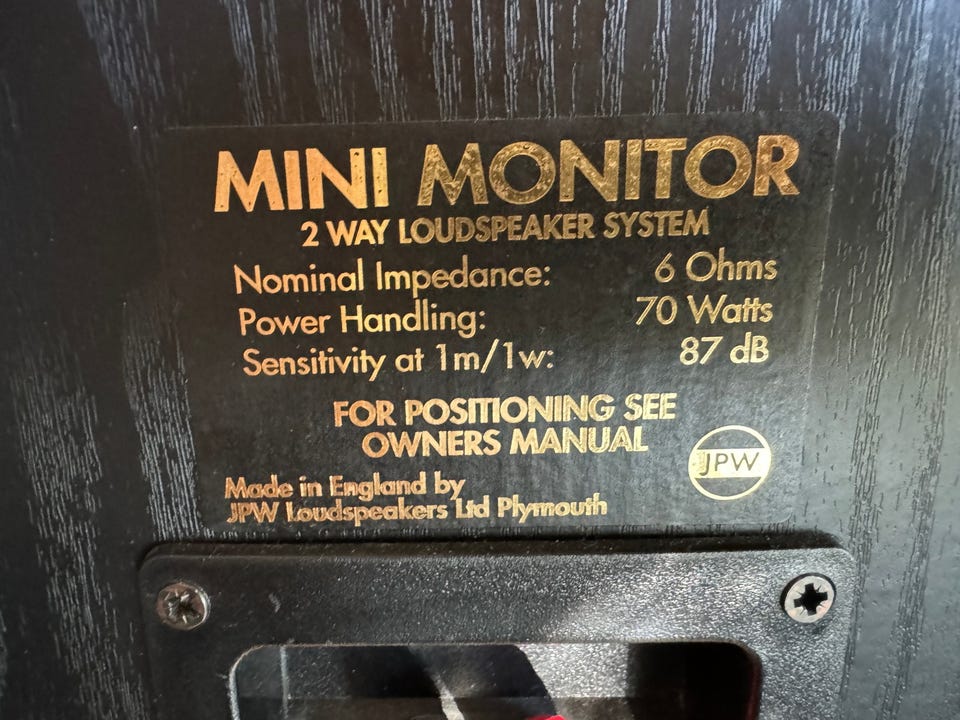 MINI MONITOR
2 WAY LOUDSPEAKER SYSTEM
Nominal Impedance: 6 Ohms
Power Handling: 70 Watts
Sensitivity at 1m/1w: 87 dB
FOR POSITIONING SEE
OWNERS MANUAL
JPW
Made in England by
JPW Loudspeakers Ltd Plymouth